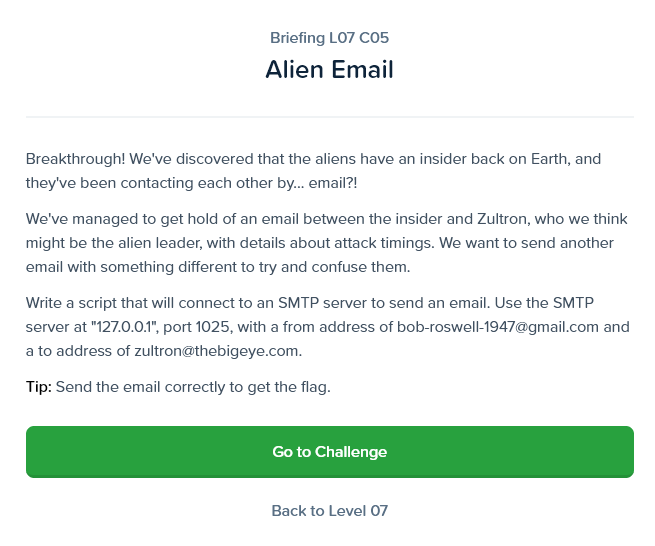 Briefing L07 C05
Alien Email
Breakthrough! We've discovered that the aliens have an insider back on Earth, and
they've been contacting each other by... email?!
We've managed to get hold of an email between the insider and Zultron, who we think
might be the alien leader, with details about attack timings. We want to send another
email with something different to try and confuse them.
Write a script that will connect to an SMTP server to send an email. Use the SMTP
server at "127.0.0.1", port 1025, with a from address of bob-roswell-1947@gmail.com and
a to address of zultron@thebigeye.com.
Tip: Send the email correctly to get the flag.
Go to Challenge
Back to Level 07